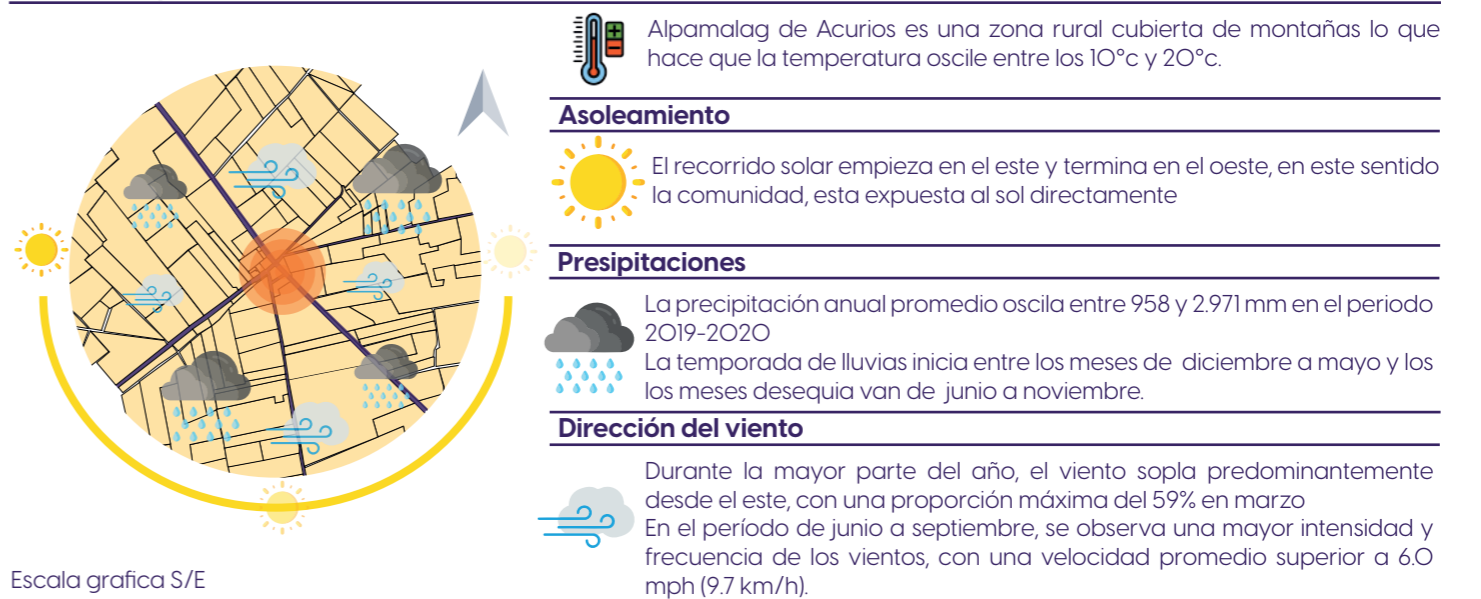 Alpamalag de Acurios es una zona rural cubierta de montañas lo que
hace que la temperatura oscile entre los 10°c y 20°c.
Asoleamiento
El recorrido solar empieza en el este y termina en el oeste, en este sentido
la comunidad, esta expuesta al sol directamente
Presipitaciones
La precipitación anual promedio oscila entre 958 y 2.971 mm en el periodo
2019-2020
La temporada de lluvias inicia entre los meses de diciembre a mayo y los
los meses desequia van de junio a noviembre.
Dirección del viento
Durante la mayor parte del año, el viento sopla predominantemente
desde el este, con una proporción máxima del 59% en marzo
En el período de junio a septiembre, se observa una mayor intensidad y
frecuencia de los vientos, con una velocidad promedio superior a 6.0
mph (9.7 km/h).
Escala grafica S/E